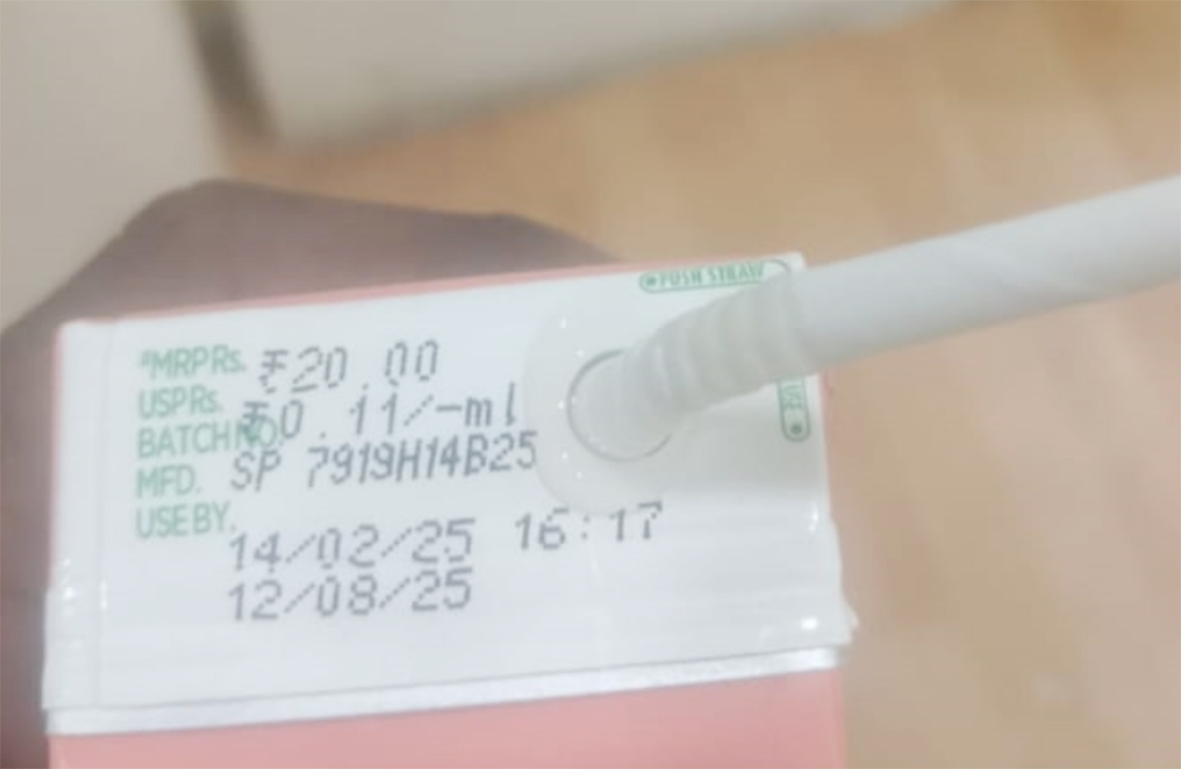 PUSH STRAW
*MRP Rs. ₹20.00
USP Rs. ₹0.11/-ml
BATCH NO. SP 7919H14B25
MFD. 14/02/25 16:17
USE BY. 12/08/25
USE